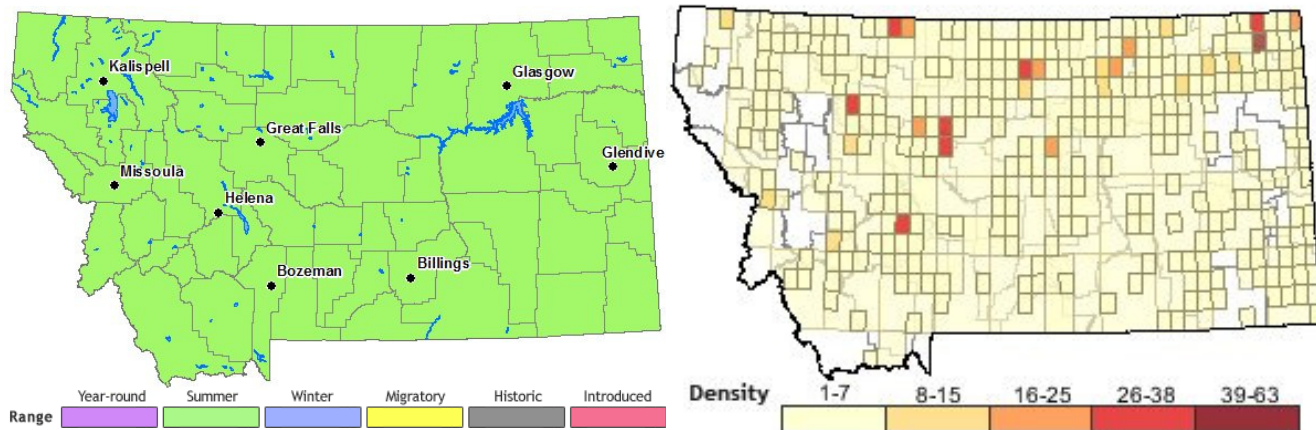 Kalispell
Glasgow
Great Falls
Glendive
Missoula
Helena
Bozeman
Billings
Year-round Summer Winter Migratory Historic Introduced
Range
Density 1-7 8-15 16-25 26-38 39-63